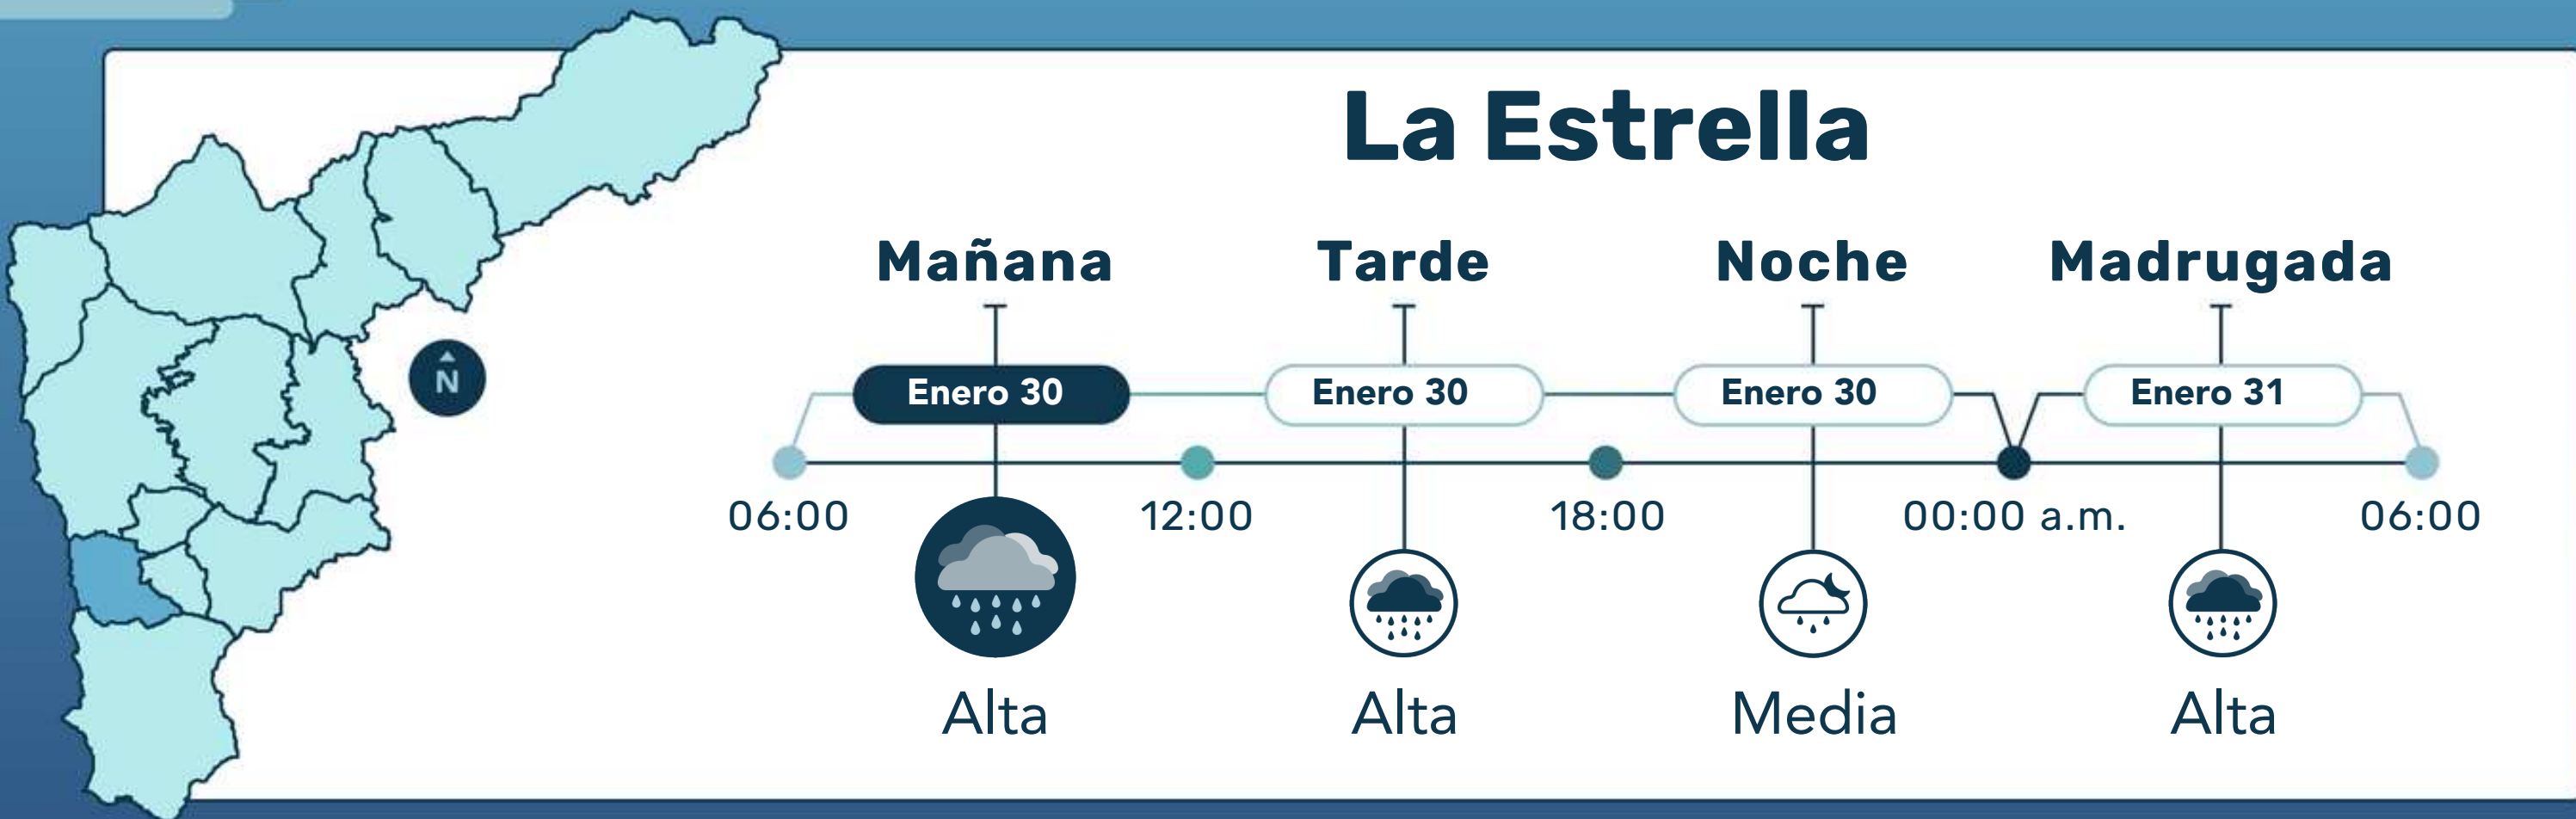 La Estrella
Mañana Tarde Noche Madrugada
N
Enero 30 Enero 30 Enero 30 Enero 31
06:00 12:00 18:00 00:00 a.m. 06:00
Alta Alta Media Alta